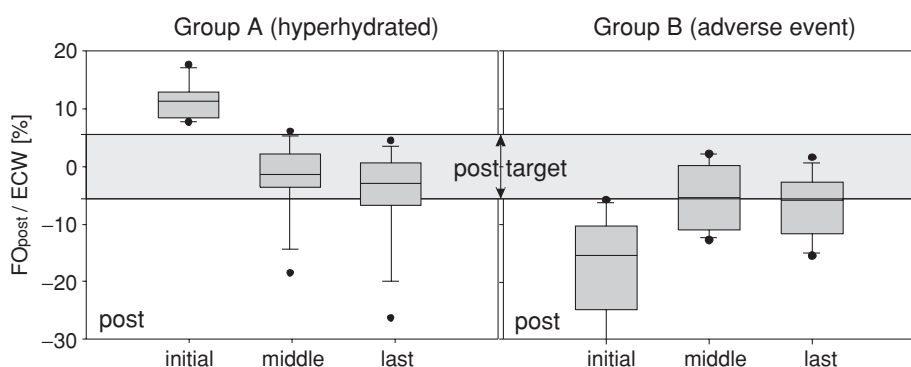 Group A (hyperhydrated) Group B (adverse event)
FOpost / ECW [%]
20
10
0
−10
−20
−30
post target
post post
initial middle last initial middle last